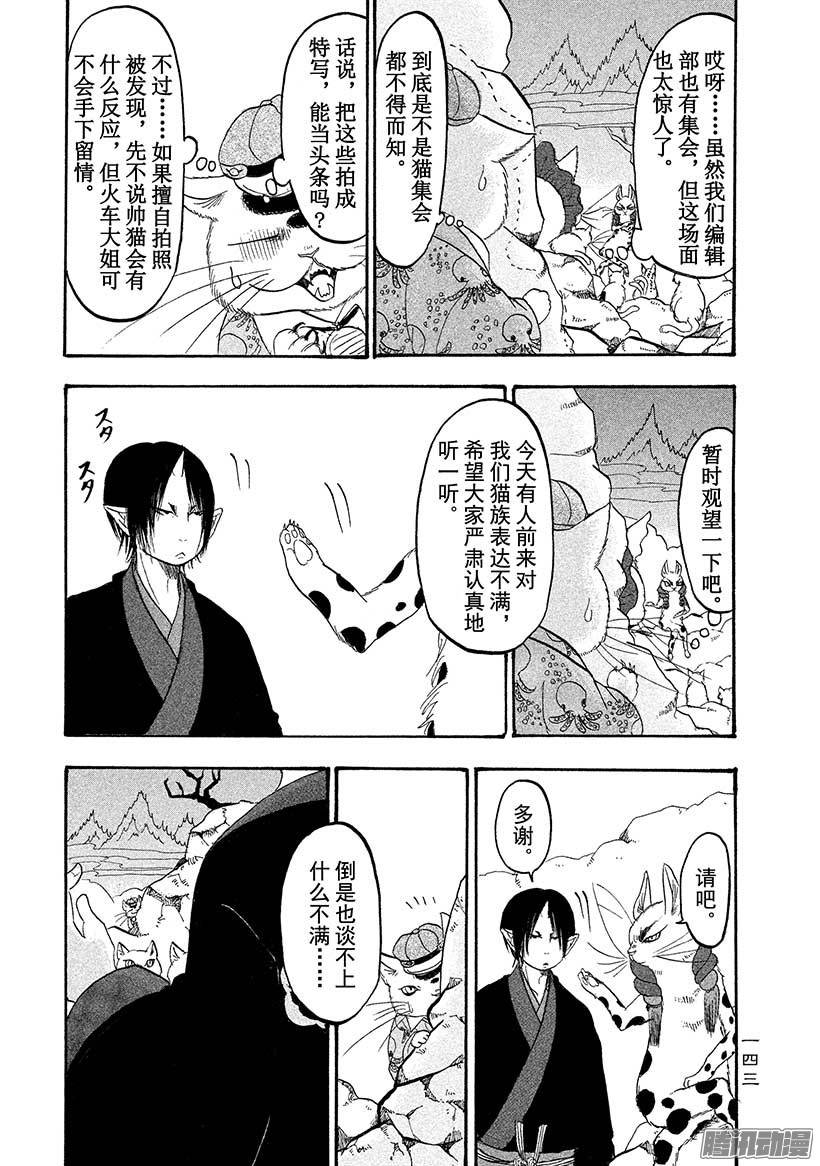 哎呀……虽然我们编辑
部也有集会，但这场面
也太惊人了。
到底是不是猫集会
都不得而知。
话说，把这些拍成
特写，能当头条吗？
不过……如果擅自拍照
被发现，先不说帅猫会有
什么反应，但火车大姐可
不会手下留情。
暂时观望一下吧。
今天有人前来对
我们猫族表达不满，
希望大家严肃认真地
听一听。
スタ
スタ
请吧。
多谢。
倒是也谈不上
什么不满……
一四三
腾讯动漫